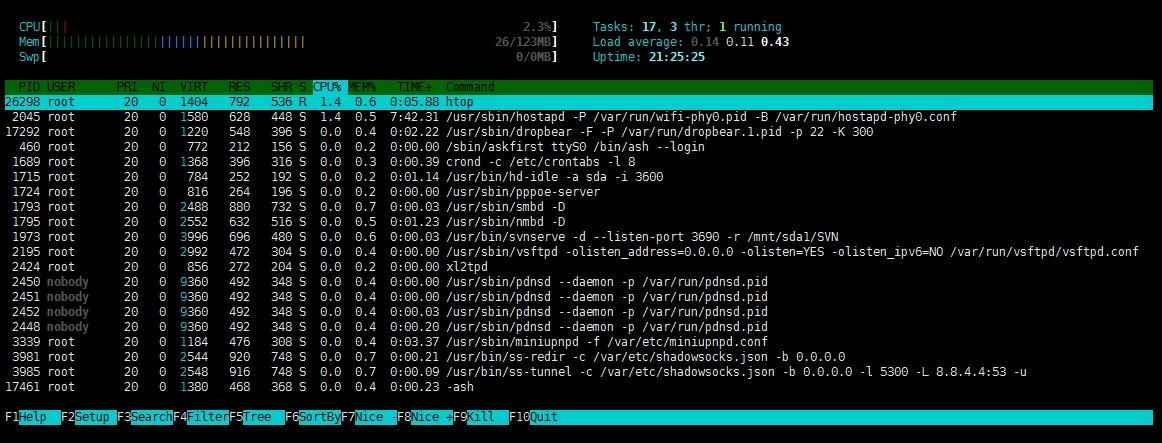 CPU[||| 2.3%] Tasks: 17, 3 thr; 1 running
Mem[||||||||||||||||||||||||||||||||||||| 26/123MB] Load average: 0.14 0.11 0.43
Swp[ 0/0MB] Uptime: 21:25:25
PID USER PRI NI VIRT RES SHR S CPU% MEM% TIME+ Command
26298 root 20 0 1404 792 536 R 1.4 0.6 0:05.88 htop
2045 root 20 0 1580 628 448 S 1.4 0.5 7:42.31 /usr/sbin/hostapd -P /var/run/wifi-phy0.pid -B /var/run/hostapd-phy0.conf
17292 root 20 0 1220 548 396 S 0.0 0.4 0:02.22 /usr/sbin/dropbear -F -P /var/run/dropbear.1.pid -p 22 -K 300
460 root 20 0 772 212 156 S 0.0 0.2 0:00.00 /sbin/askfirst ttyS0 /bin/ash --login
1689 root 20 0 1368 396 316 S 0.0 0.3 0:00.39 crond -c /etc/crontabs -l 8
1715 root 20 0 784 252 192 S 0.0 0.2 0:01.14 /usr/bin/hd-idle -a sda -i 3600
1724 root 20 0 816 264 196 S 0.0 0.2 0:00.00 /usr/sbin/pppoe-server
1793 root 20 0 2488 880 732 S 0.0 0.7 0:00.03 /usr/sbin/smbd -D
1795 root 20 0 2552 632 516 S 0.0 0.5 0:01.23 /usr/sbin/nmbd -D
1973 root 20 0 3996 696 480 S 0.0 0.6 0:00.03 /usr/bin/svnserve -d --listen-port 3690 -r /mnt/sda1/SVN
2195 root 20 0 2992 472 304 S 0.0 0.4 0:00.00 /usr/sbin/vsftpd -olisten_address=0.0.0.0 -olisten=YES -olisten_ipv6=NO /var/run/vsftpd/vsftpd.conf
2424 root 20 0 856 272 204 S 0.0 0.2 0:00.00 xl2tpd
2450 nobody 20 0 9360 492 348 S 0.0 0.4 0:00.00 /usr/sbin/pdnsd --daemon -p /var/run/pdnsd.pid
2451 nobody 20 0 9360 492 348 S 0.0 0.4 0:00.00 /usr/sbin/pdnsd --daemon -p /var/run/pdnsd.pid
2452 nobody 20 0 9360 492 348 S 0.0 0.4 0:00.03 /usr/sbin/pdnsd --daemon -p /var/run/pdnsd.pid
2448 nobody 20 0 9360 492 348 S 0.0 0.4 0:00.20 /usr/sbin/pdnsd --daemon -p /var/run/pdnsd.pid
3339 root 20 0 1184 476 308 S 0.0 0.4 0:03.37 /usr/sbin/miniupnpd -f /var/etc/miniupnpd.conf
3981 root 20 0 2544 920 748 S 0.0 0.7 0:00.21 /usr/bin/ss-redir -c /var/etc/shadowsocks.json -b 0.0.0.0
3985 root 20 0 2548 916 748 S 0.0 0.7 0:00.09 /usr/bin/ss-tunnel -c /var/etc/shadowsocks.json -b 0.0.0.0 -l 5300 -L 8.8.4.4:53 -u
17461 root 20 0 1380 468 368 S 0.0 0.4 0:00.23 -ash
F1Help F2Setup F3SearchF4FilterF5Tree F6SortByF7Nice -F8Nice +F9Kill F10Quit